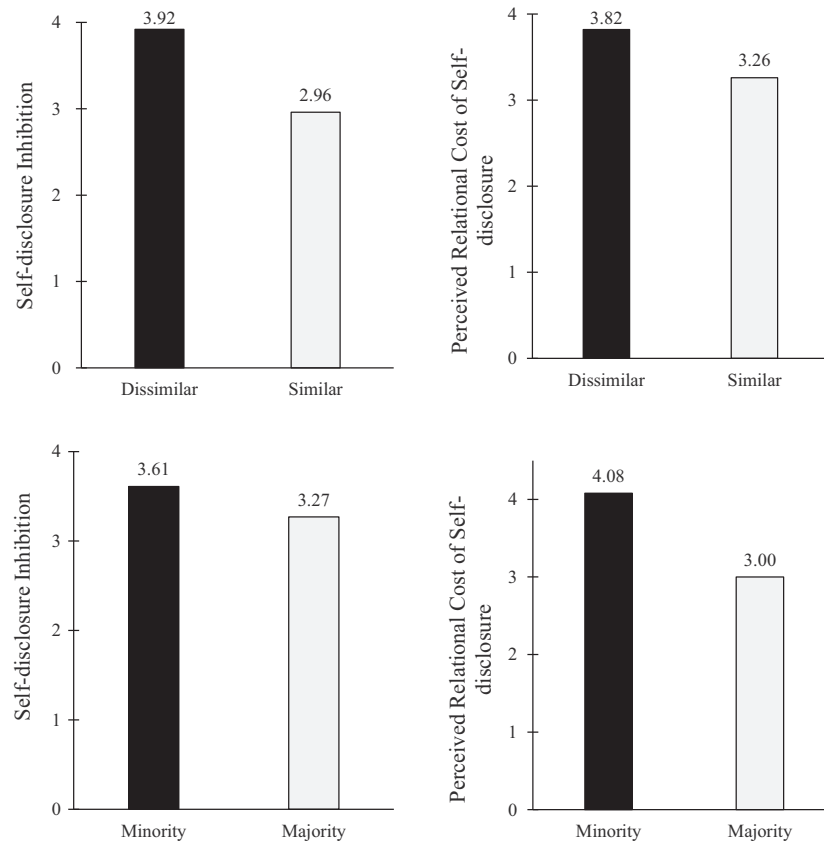 Self-disclosure Inhibition
4
3
2
1
0
3.92
2.96
Dissimilar
Similar
Perceived Relational Cost of Self-
disclosure
4
3
2
1
0
3.82
3.26
Dissimilar
Similar
Self-disclosure Inhibition
4
3
2
1
0
3.61
3.27
Minority
Majority
Perceived Relational Cost of Self-
disclosure
4
3
2
1
0
4.08
3.00
Minority
Majority